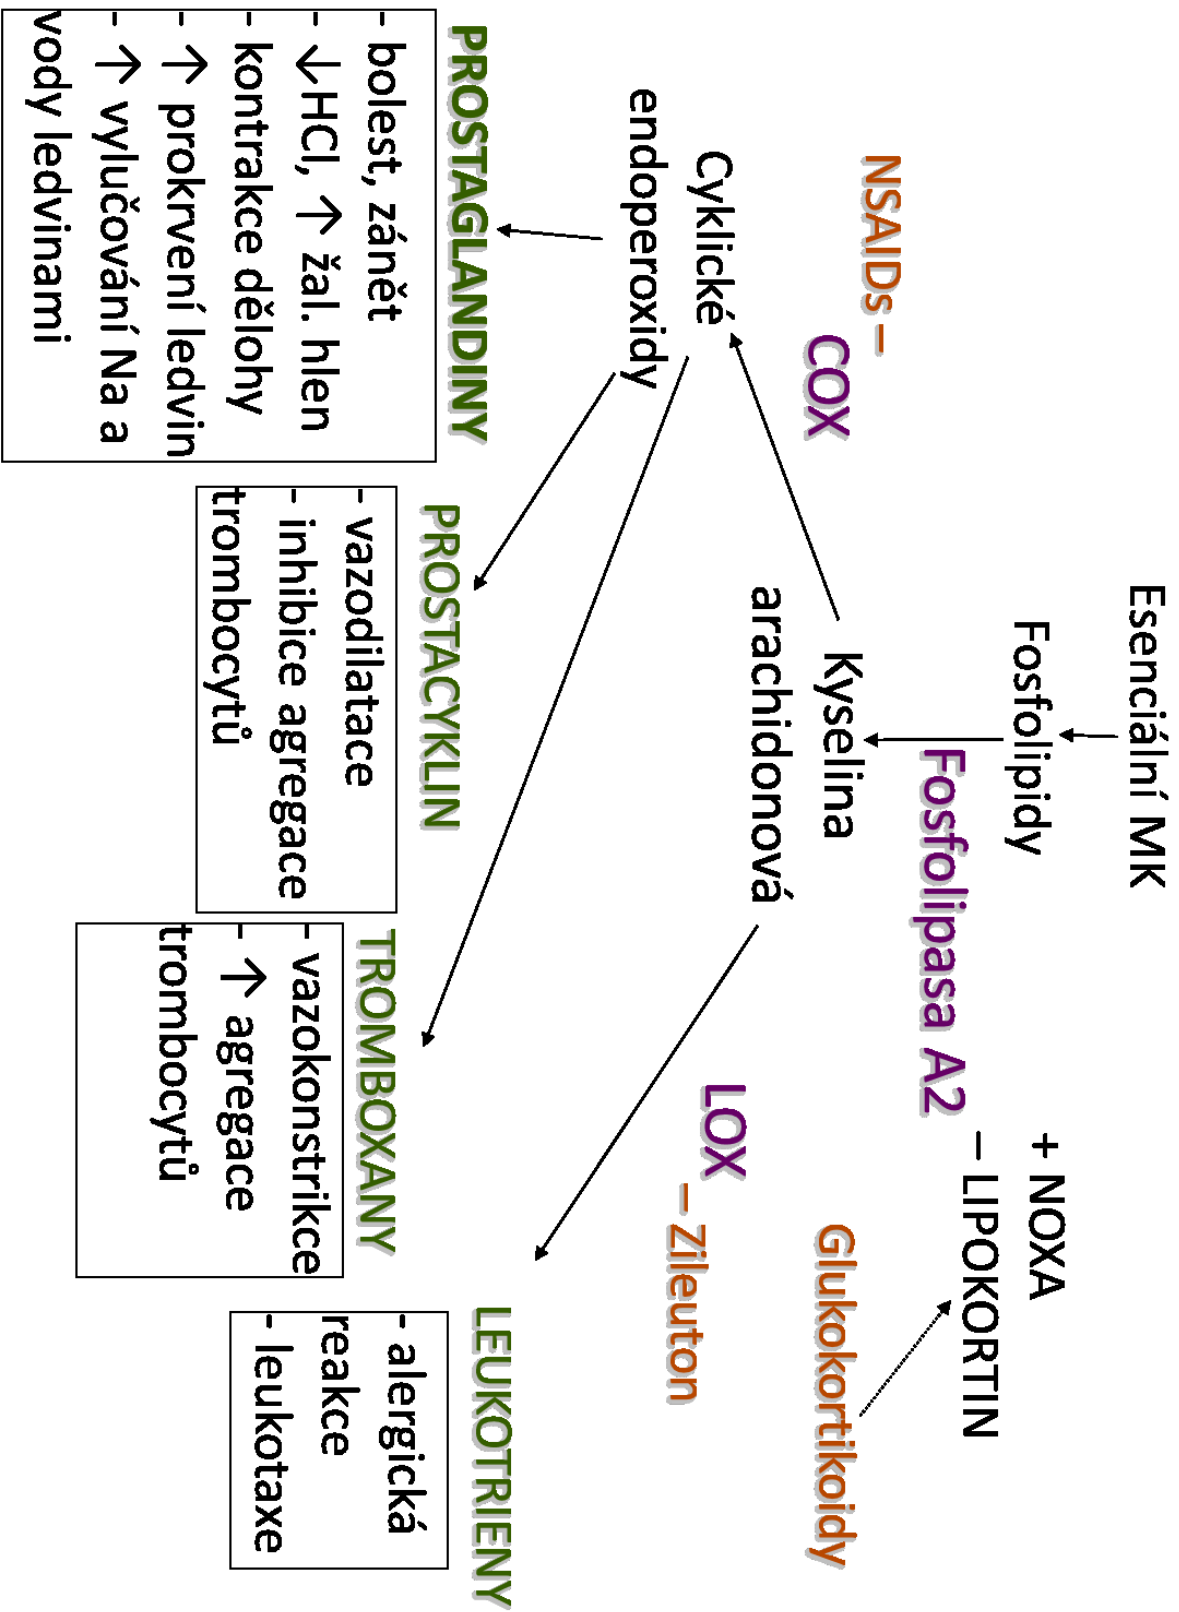 Esenciální MK
Fosfolipidy
+ NOXA
– LIPOKORTIN
Fosfolipasa A2
Glukokortikoidy
Kyselina
arachidonová
NSAIDs –
COX
LOX
– Zileuton
Cyklické
endoperoxidy
PROSTAGLANDINY
- bolest, zánět
- ↓HCl, ↑ žal. hlen
- kontrakce dělohy
- ↑ prokrvení ledvin
- ↑ vylučování Na a
vody ledvinami
PROSTACYKLIN
- vazodilatace
- inhibice agregace
trombocytů
TROMBOXANY
- vazokonstrikce
- ↑ agregace
trombocytů
LEUKOTRIENY
- alergická
reakce
- leukotaxe